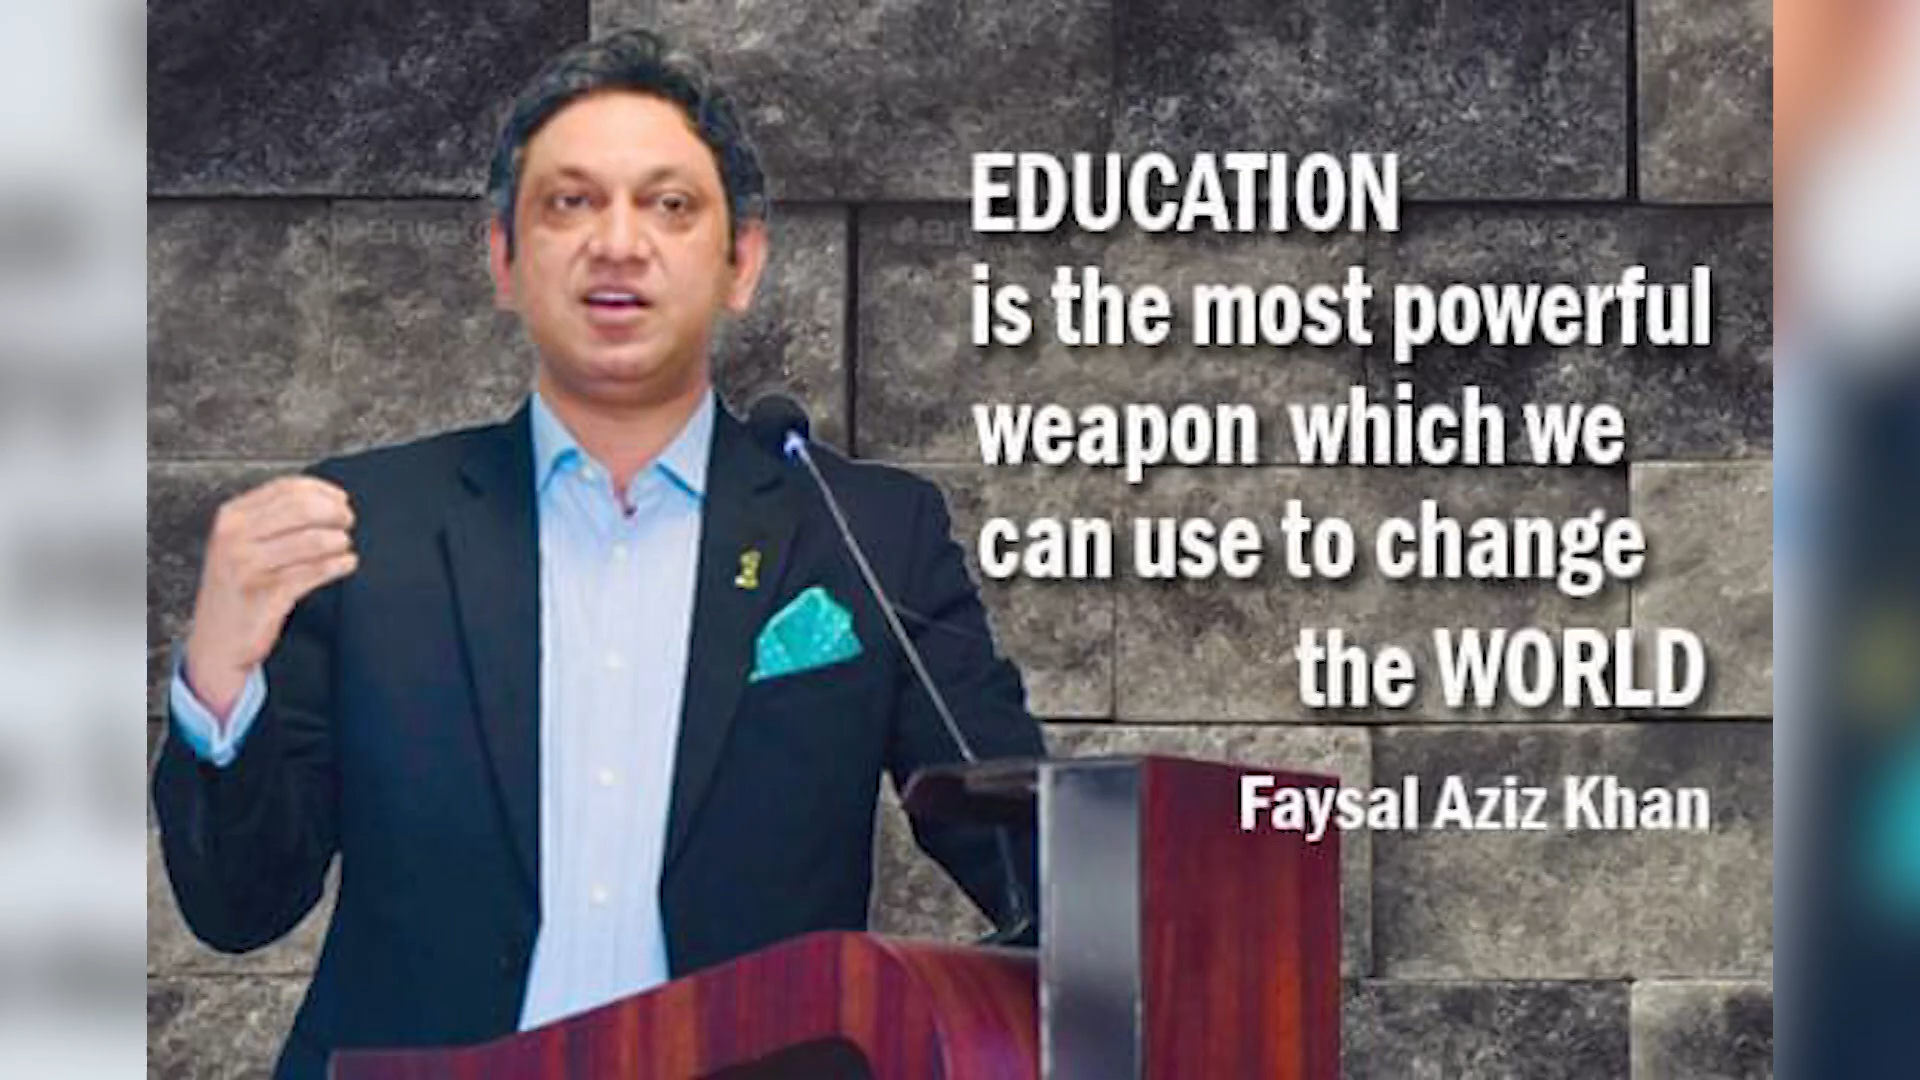 EDUCATION
is the most powerful
weapon which we
can use to change
the WORLD
Faysal Aziz Khan